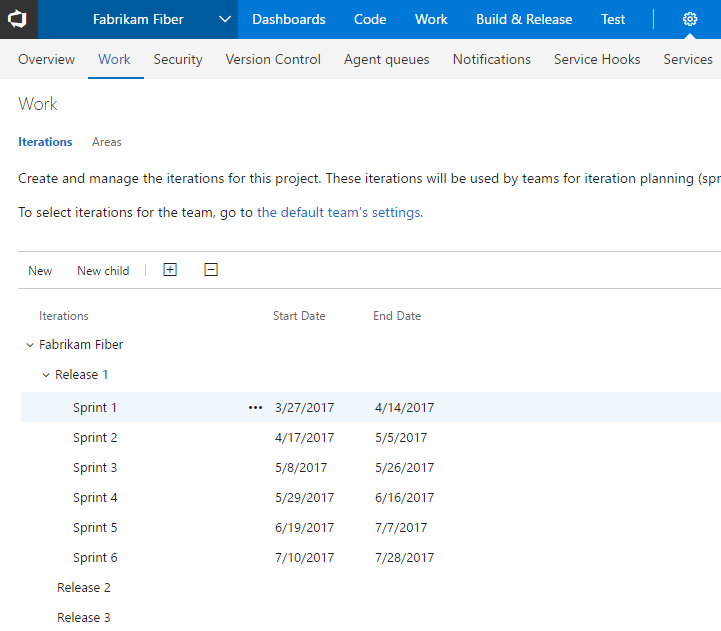 Fabrikam Fiber Dashboards Code Work Build & Release Test
Overview Work Security Version Control Agent queues Notifications Service Hooks Services
Work
Iterations Areas
Create and manage the iterations for this project. These iterations will be used by teams for iteration planning (spr
To select iterations for the team, go to the default team's settings.
New New child
Iterations Start Date End Date
Fabrikam Fiber
Release 1
Sprint 1 ••• 3/27/2017 4/14/2017
Sprint 2 4/17/2017 5/5/2017
Sprint 3 5/8/2017 5/26/2017
Sprint 4 5/29/2017 6/16/2017
Sprint 5 6/19/2017 7/7/2017
Sprint 6 7/10/2017 7/28/2017
Release 2
Release 3